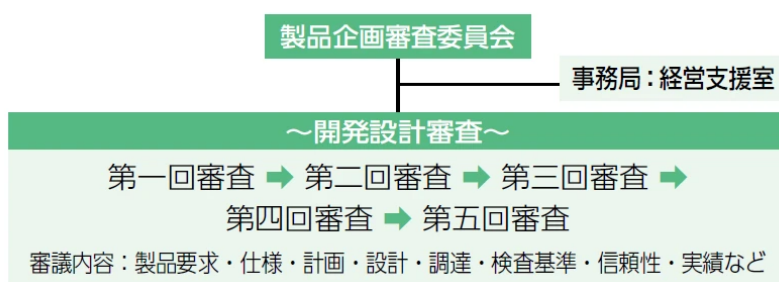 製品企画審査委員会
事務局：経営支援室
～開発設計審査～
第一回審査 ➡ 第二回審査 ➡ 第三回審査 ➡
第四回審査 ➡ 第五回審査
審議内容：製品要求・仕様・計画・設計・調達・検査基準・信頼性・実績など